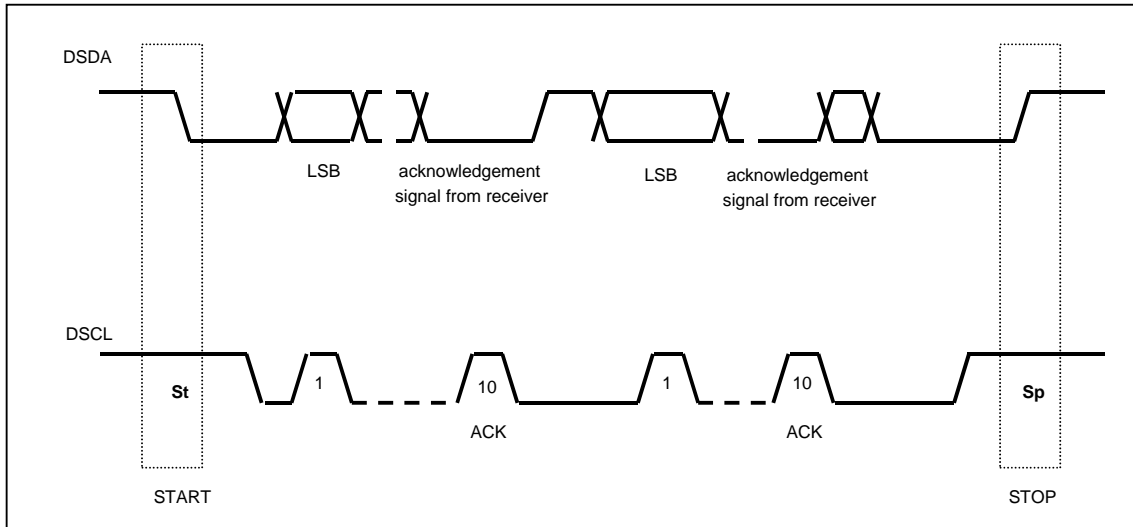 DSDA
LSB
acknowledgement
signal from receiver
LSB
acknowledgement
signal from receiver
DSCL
St
1
10
1
10
Sp
ACK
ACK
START
STOP